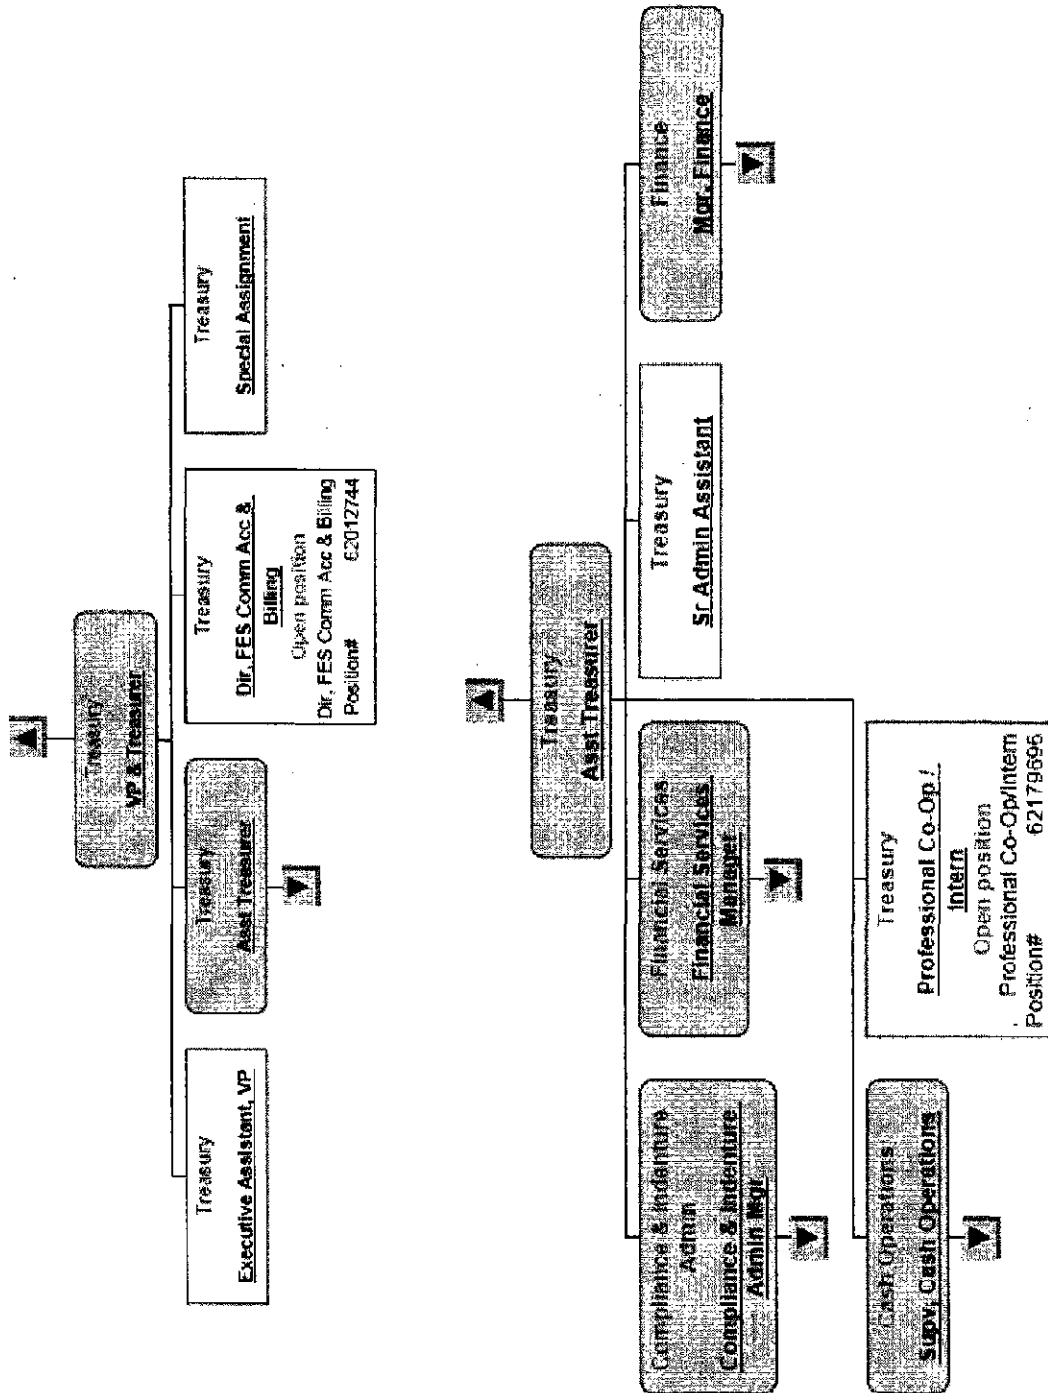 Treasury
VP & Treasurer
Treasury
Executive Assistant, VP
Treasury
Asst Treasurer
Treasury
Dir, FES Comm Acc &
Billing
Open position
Dir, FES Comm Acc & Billing
Position# 62012744
Treasury
Special Assignment
Treasury
Asst Treasurer
Compliance & Indenture
Admin
Compliance & Indenture
Admin Mgr
Financial Services
Financial Services
Manager
Treasury
Sr Admin Assistant
Finance
Mgr, Finance
Cash Operations
Supv, Cash Operations
Treasury
Professional Co-Op /
Intern
Open position
Professional Co-Op/Intern
Position# 62179695